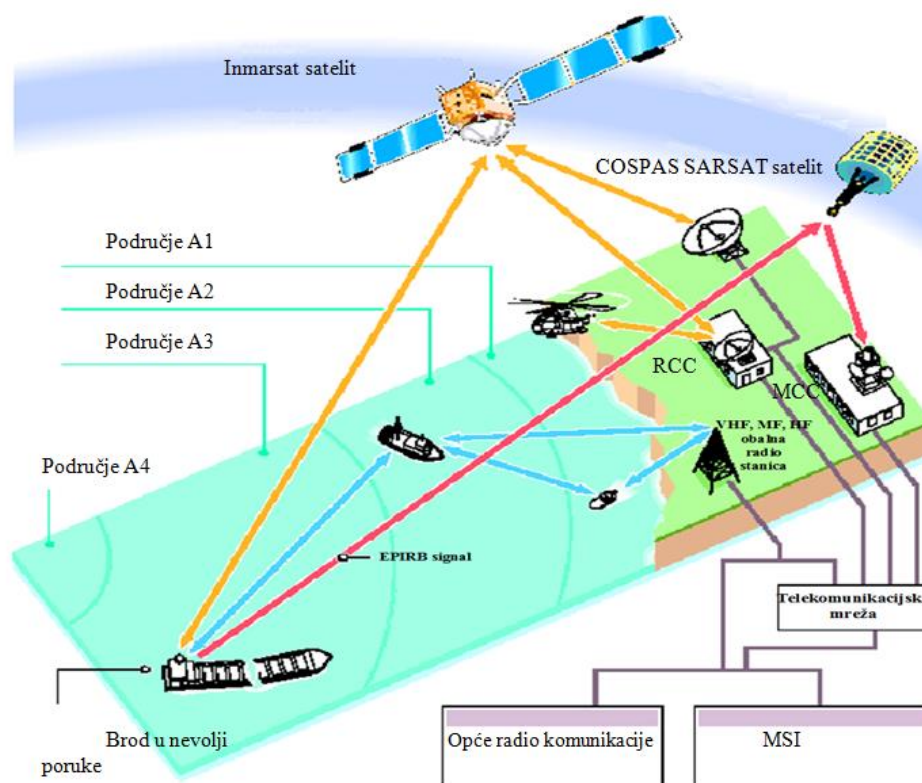 Inmarsat satelit
COSPAS SARSAT satelit
Područje A1
Područje A2
Područje A3
RCC
MCC
VHF, MF, HF
obalna
radio
stanica
Područje A4
EPIRB signal
Telekomunikacijsk
mreža
Brod u nevolji
poruke
Opće radio komunikacije
MSI